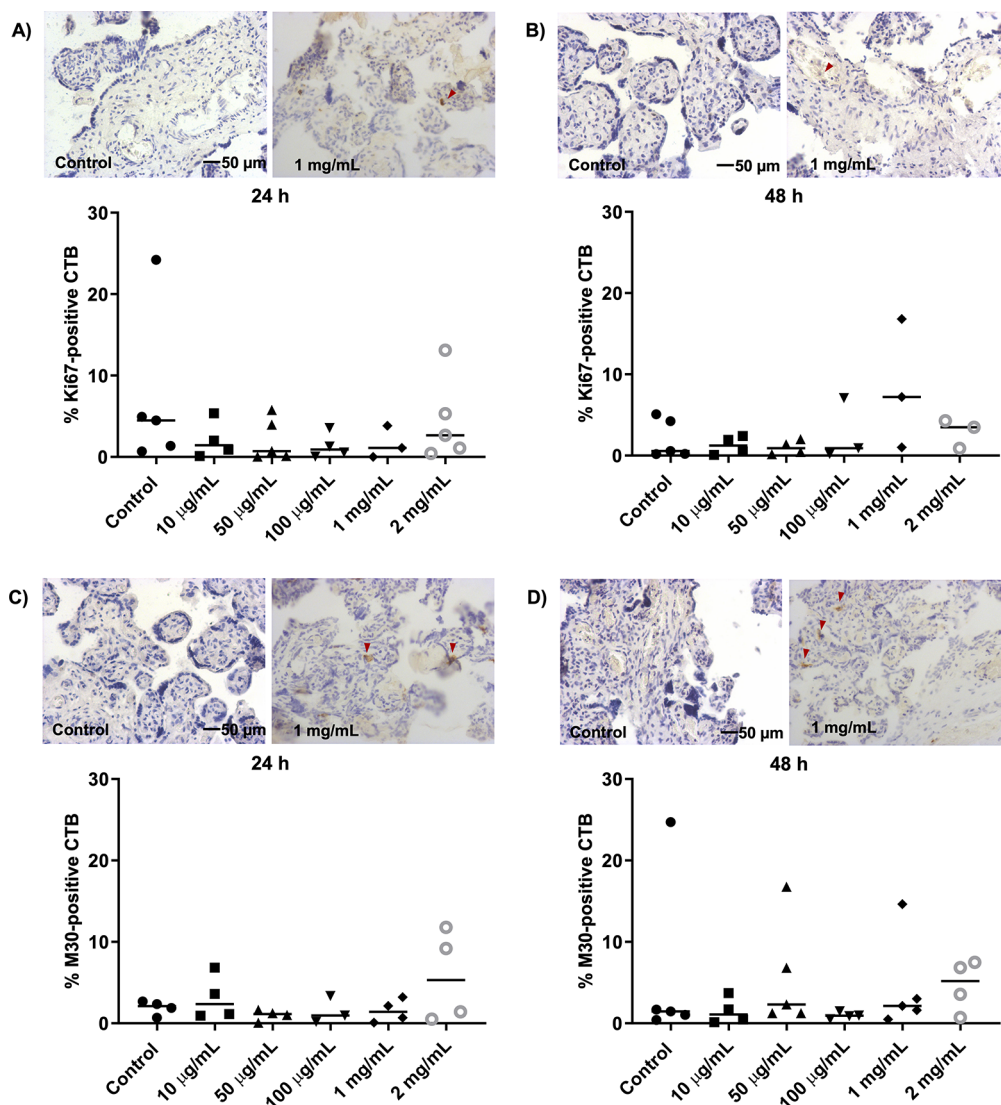 A)
Control
50 µm
1 mg/mL
24 h
% Ki67-positive CTB
30
20
10
0
Control
10 µg/mL
50 µg/mL
100 µg/mL
1 mg/mL
2 mg/mL
B)
Control
50 µm
1 mg/mL
48 h
% Ki67-positive CTB
30
20
10
0
Control
10 µg/mL
50 µg/mL
100 µg/mL
1 mg/mL
2 mg/mL
C)
Control
50 µm
1 mg/mL
24 h
% M30-positive CTB
30
20
10
0
Control
10 µg/mL
50 µg/mL
100 µg/mL
1 mg/mL
2 mg/mL
D)
Control
50 µm
1 mg/mL
48 h
% M30-positive CTB
30
20
10
0
Control
10 µg/mL
50 µg/mL
100 µg/mL
1 mg/mL
2 mg/mL